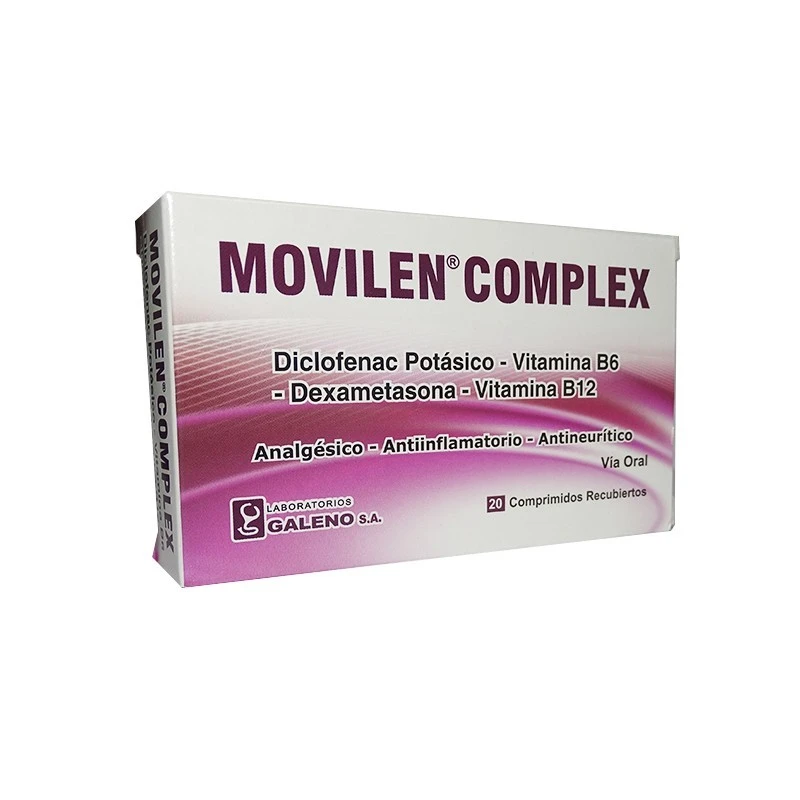 MOVILEN® COMPLEX
Diclofenac Potásico - Vitamina B6
- Dexametasona - Vitamina B12
Analgésico - Antiinflamatorio - Antineurítico
Vía Oral
20 Comprimidos Recubiertos
LABORATORIOS
GALENO S.A.
MOVILEN® COMPLEX